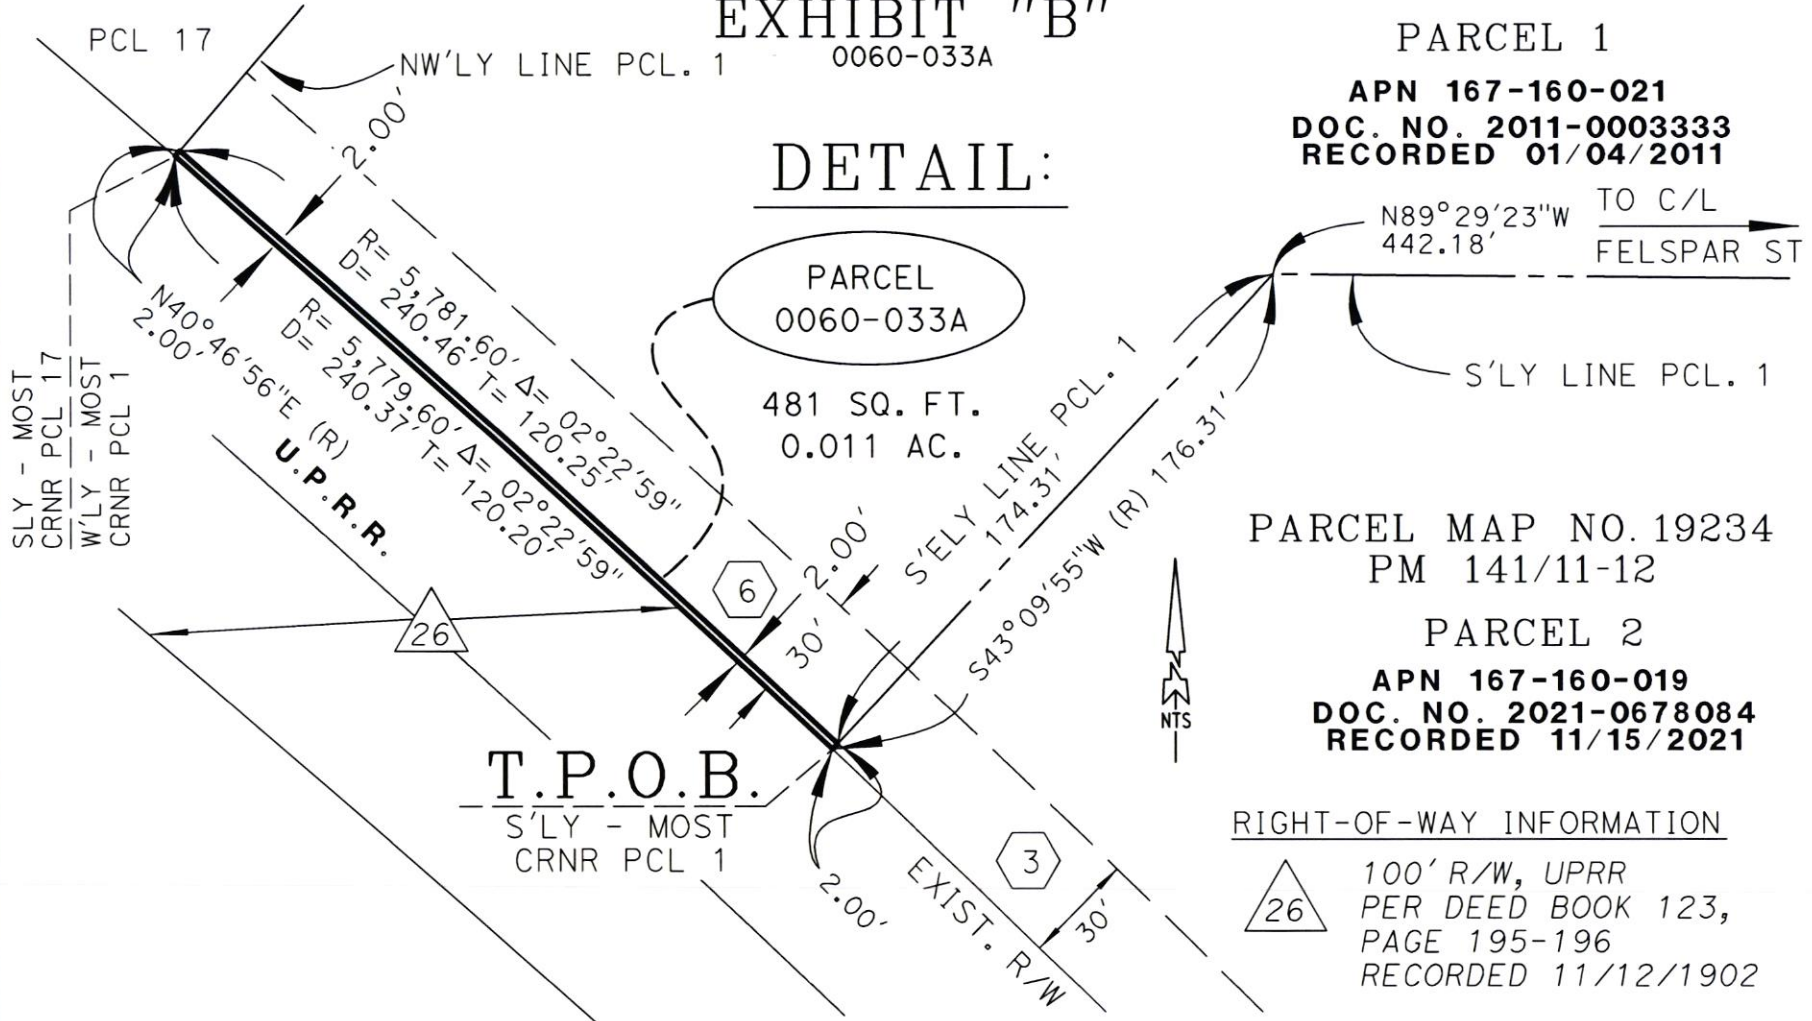 EXHIBIT "B"
0060-033A
PCL 17
NW'LY LINE PCL. 1
2.00'
DETAIL:
PARCEL
0060-033A
481 SQ. FT.
0.011 AC.
PARCEL 1
APN 167-160-021
DOC. NO. 2011-0003333
RECORDED 01/04/2011
N89°29'23"W
442.18'
TO C/L
FELSPAR ST
S'LY LINE PCL. 1
R= 5,781.60' Δ= 02°22'59"
D= 240.46' T= 120.25'
R= 5,779.60' Δ= 02°22'59"
D= 240.37' T= 120.20'
N40°46'56"E (R)
2.00'
SLY - MOST
CRNR PCL 17
W'LY - MOST
CRNR PCL 1
U.P.R.R.
26
6
2.00'
30'
S'ELY LINE PCL. 1
174.31'
S43°09'55"W (R) 176.31'
T.P.O.B.
S'LY - MOST
CRNR PCL 1
2.00'
EXIST. R/W
3
30'
NTS
PARCEL MAP NO. 19234
PM 141/11-12
PARCEL 2
APN 167-160-019
DOC. NO. 2021-0678084
RECORDED 11/15/2021
RIGHT-OF-WAY INFORMATION
26
100' R/W, UPRR
PER DEED BOOK 123,
PAGE 195-196
RECORDED 11/12/1902